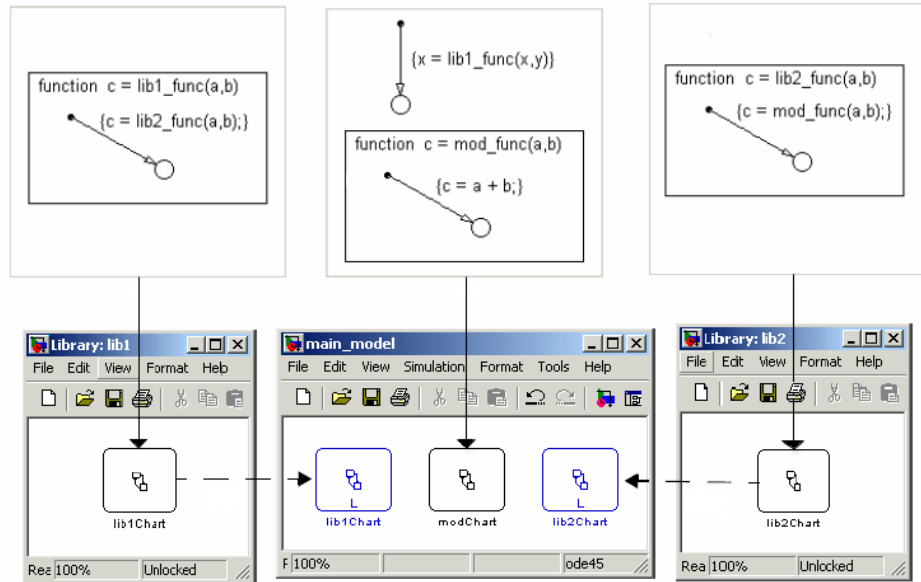 function c = lib1_func(a,b)
{c = lib2_func(a,b);}
{x = lib1_func(x,y)}
function c = mod_func(a,b)
{c = a + b;}
function c = lib2_func(a,b)
{c = mod_func(a,b);}
Library: lib1
File Edit View Format Help
lib1Chart
Rea 100% Unlocked
main_model
File Edit View Simulation Format Tools Help
L
lib1Chart
modChart
L
lib2Chart
F 100% ode45
Library: lib2
File Edit View Format Help
lib2Chart
Rea 100% Unlocked